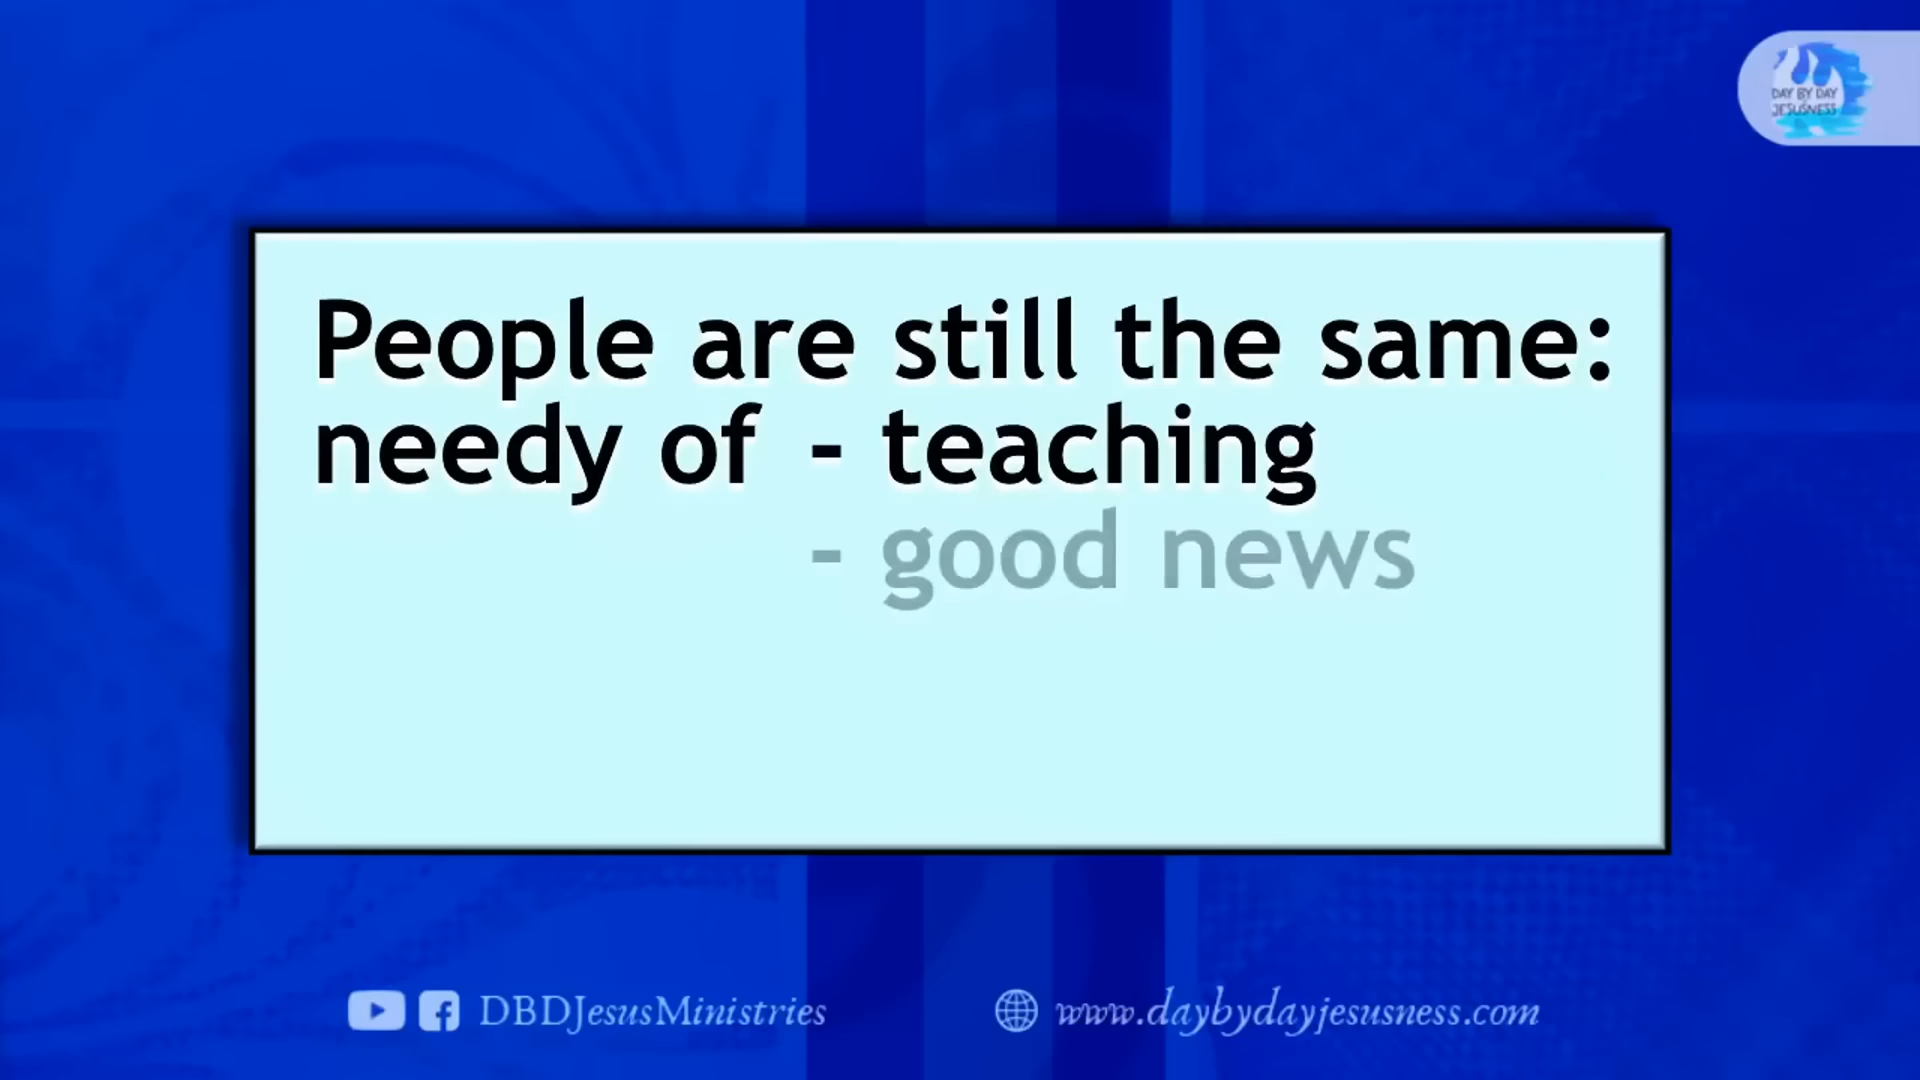 DAY BY DAY
JESUSNESS
People are still the same:
needy of - teaching
- good news
DBDJesusMinistries
www.daybydayjesusness.com